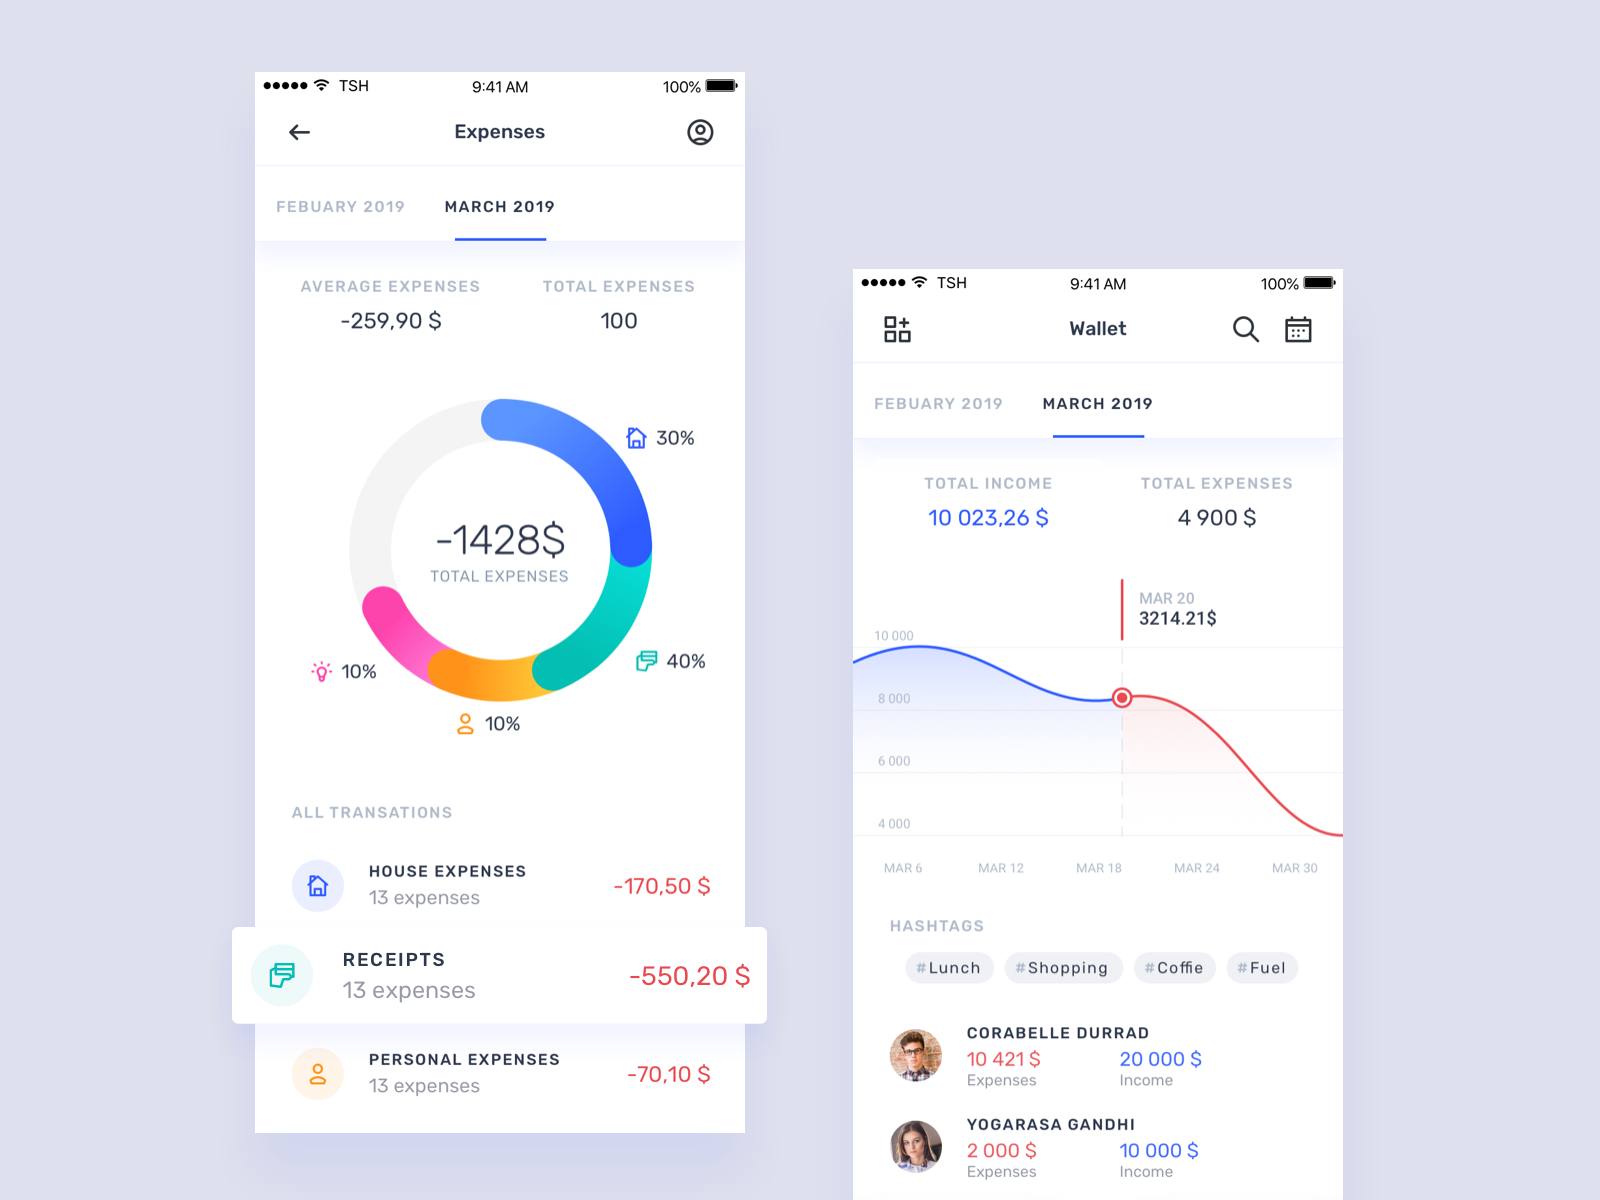 TSH 9:41 AM 100%
Expenses
FEBUARY 2019 MARCH 2019
AVERAGE EXPENSES TOTAL EXPENSES
-259,90 $ 100
30%
-1428$
TOTAL EXPENSES
40%
10%
10%
ALL TRANSATIONS
HOUSE EXPENSES
13 expenses
-170,50 $
RECEIPTS
13 expenses
-550,20 $
PERSONAL EXPENSES
13 expenses
-70,10 $
TSH 9:41 AM 100%
Wallet
FEBUARY 2019 MARCH 2019
TOTAL INCOME TOTAL EXPENSES
10 023,26 $ 4 900 $
MAR 20
3214.21$
10 000
8 000
6 000
4 000
MAR 6 MAR 12 MAR 18 MAR 24 MAR 30
HASHTAGS
#Lunch #Shopping #Coffie #Fuel
CORABELLE DURRAD
10 421 $ 20 000 $
Expenses Income
YOGARASA GANDHI
2 000 $ 10 000 $
Expenses Income